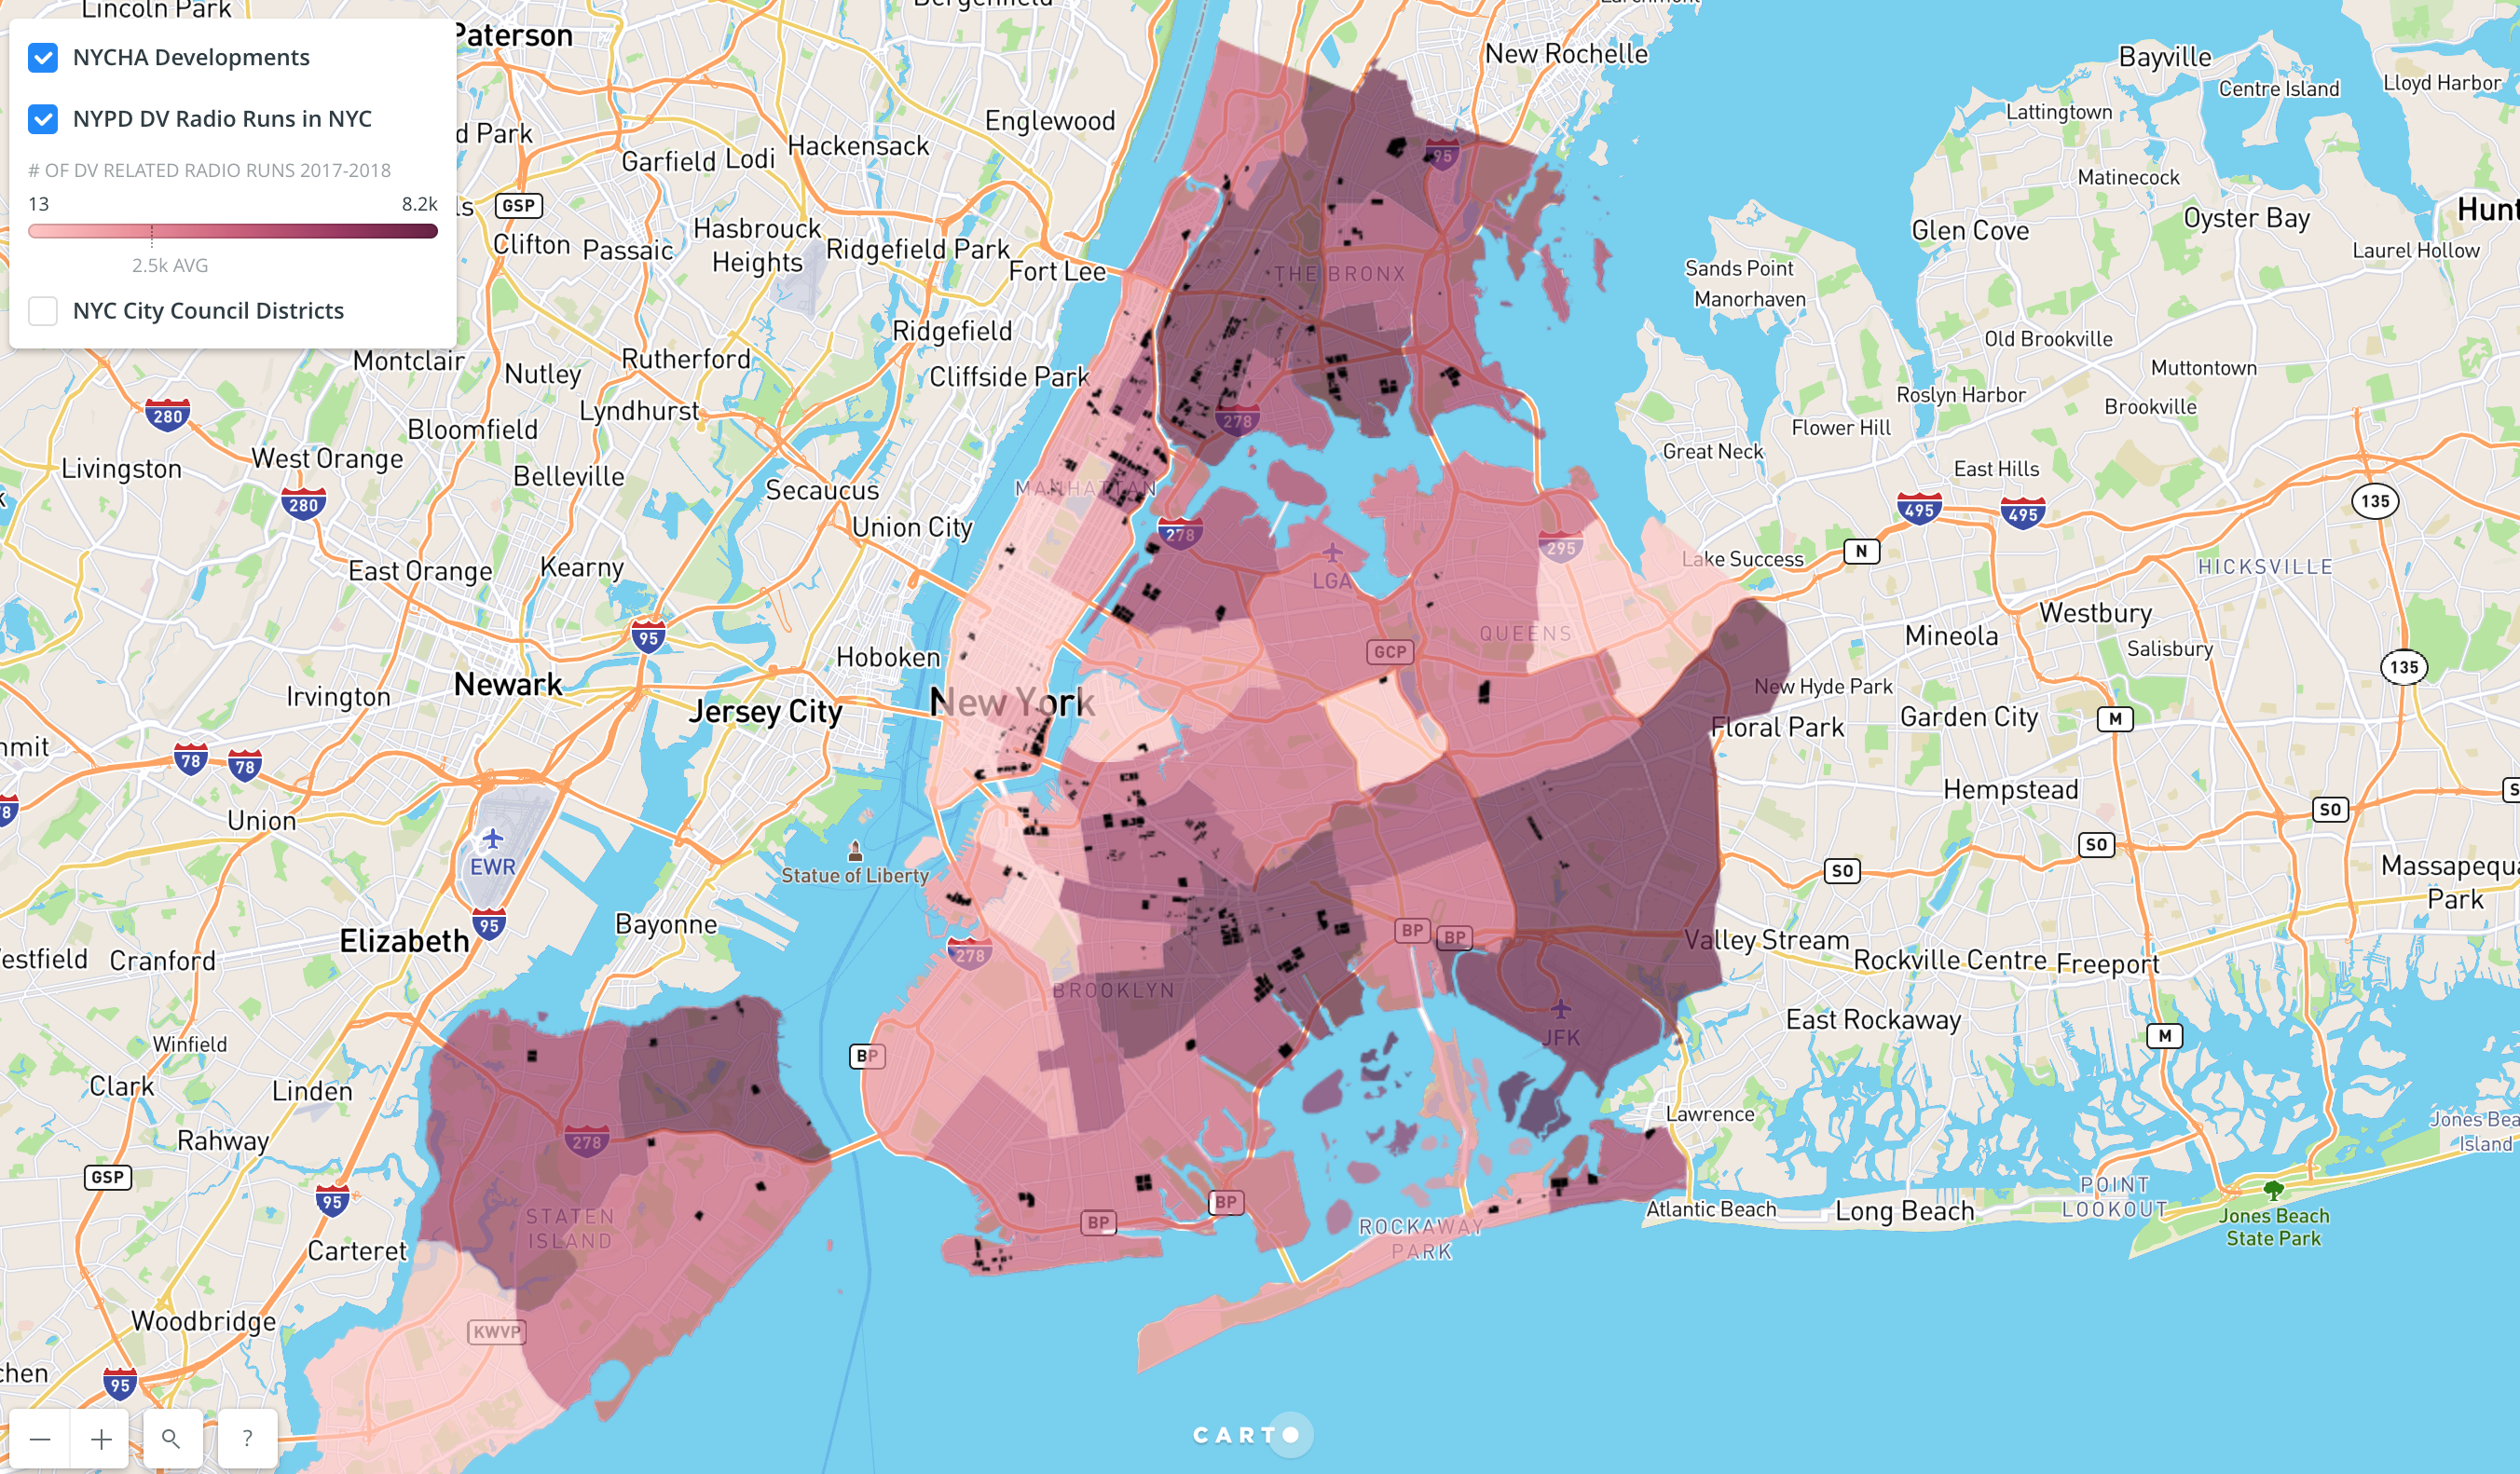 NYCHA Developments
NYPD DV Radio Runs in NYC
# OF DV RELATED RADIO RUNS 2017-2018
13
8.2k
2.5k AVG
NYC City Council Districts
Lincoln Park
Paterson
New Rochelle
Bayville
Centre Island
Lloyd Harbor
Lattingtown
Englewood
d Park
Garfield
Lodi
Hackensack
95
Matinecock
ls
GSP
Clifton
Passaic
Hasbrouck
Heights
Ridgefield Park
Fort Lee
THE BRONX
Glen Cove
Oyster Bay
Hunt
Laurel Hollow
Sands Point
Manorhaven
Ridgefield
Old Brookville
Montclair
Nutley
Rutherford
Cliffside Park
Muttontown
Roslyn Harbor
Brookville
280
Lyndhurst
Bloomfield
278
Flower Hill
Great Neck
Livingston
West Orange
Belleville
East Hills
280
Secaucus
MANHATTAN
495
495
135
Union City
278
295
Lake Success
N
East Orange
Kearny
LGA
HICKSVILLE
95
QUEENS
Westbury
Mineola
Salisbury
Hoboken
GCP
135
Newark
Irvington
New York
Jersey City
New Hyde Park
Floral Park
Garden City
M
mmit
78
78
Hempstead
SO
S
78
Union
SO
EWR
Statue of Liberty
SO
Massapequa
Park
95
Bayonne
Elizabeth
278
BP
BP
Valley Stream
Rockville Centre
Freeport
estfield
Cranford
BROOKLYN
JFK
East Rockaway
M
Winfield
BP
Clark
Linden
Lawrence
278
Rahway
Jones Bea
Island
GSP
95
BP
BP
Atlantic Beach
Long Beach
POINT
LOOKOUT
STATEN
ISLAND
ROCKAWAY
PARK
Jones Beach
State Park
Carteret
Woodbridge
KWVP
chen
95
?
CARTO